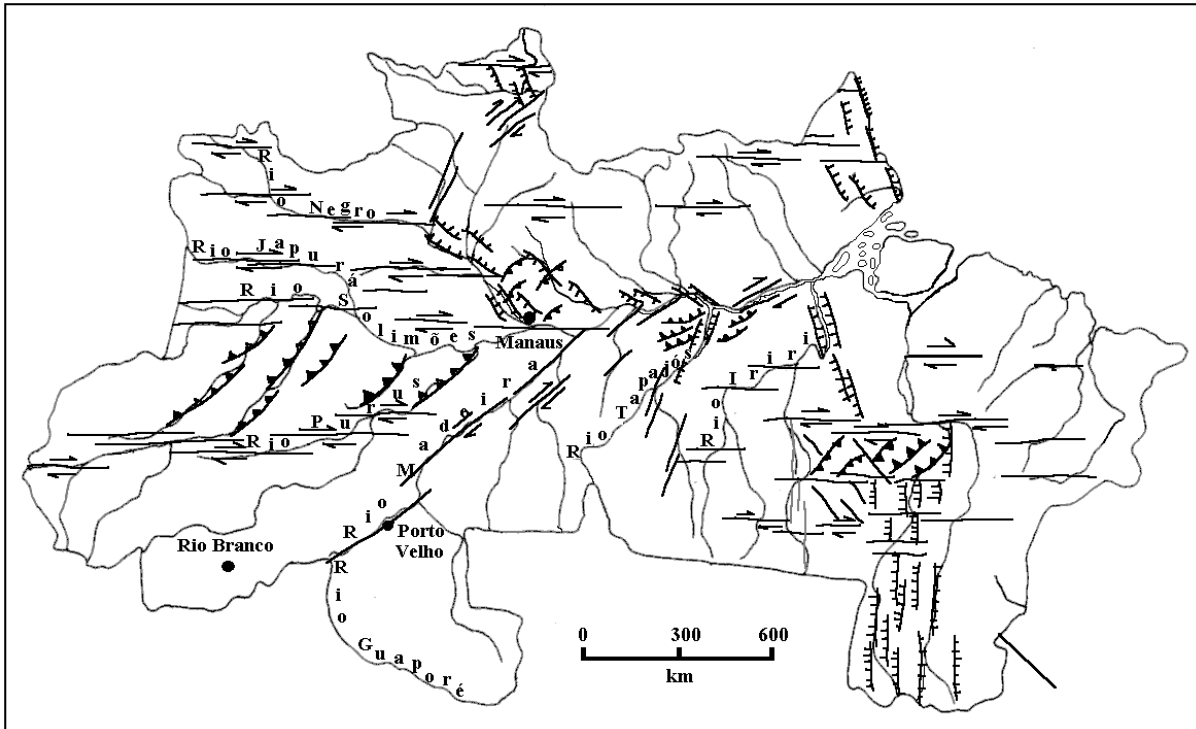 Rio Negro
Rio Japurá
Rio Solimões
Manaus
Rio Purus
Rio Madeira
Rio Tapajós
Rio Iriri
Porto
Velho
Rio Branco
Rio Guaporé
0 300 600
km